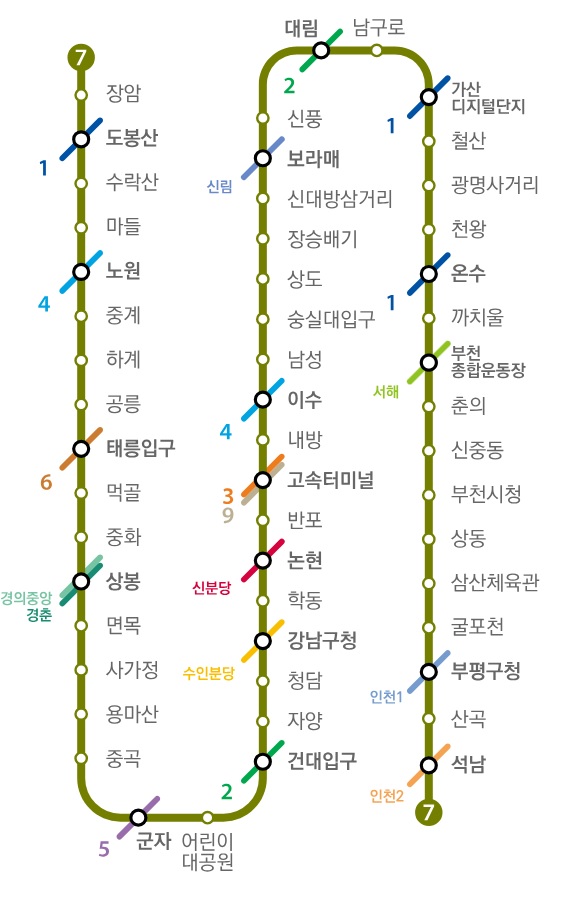 7
장암
도봉산
1
수락산
마들
노원
4
중계
하계
공릉
태릉입구
6
먹골
중화
상봉
경의중앙
경춘
면목
사가정
용마산
중곡
군자
5
어린이
대공원
건대입구
2
자양
청담
강남구청
수인분당
학동
논현
신분당
반포
고속터미널
3
9
내방
이수
4
남성
숭실대입구
상도
장승배기
신대방삼거리
보라매
신림
신풍
대림
2
남구로
가산
디지털단지
1
철산
광명사거리
천왕
온수
1
까치울
부천
종합운동장
서해
춘의
신중동
부천시청
상동
삼산체육관
굴포천
부평구청
인천1
산곡
석남
인천2
7